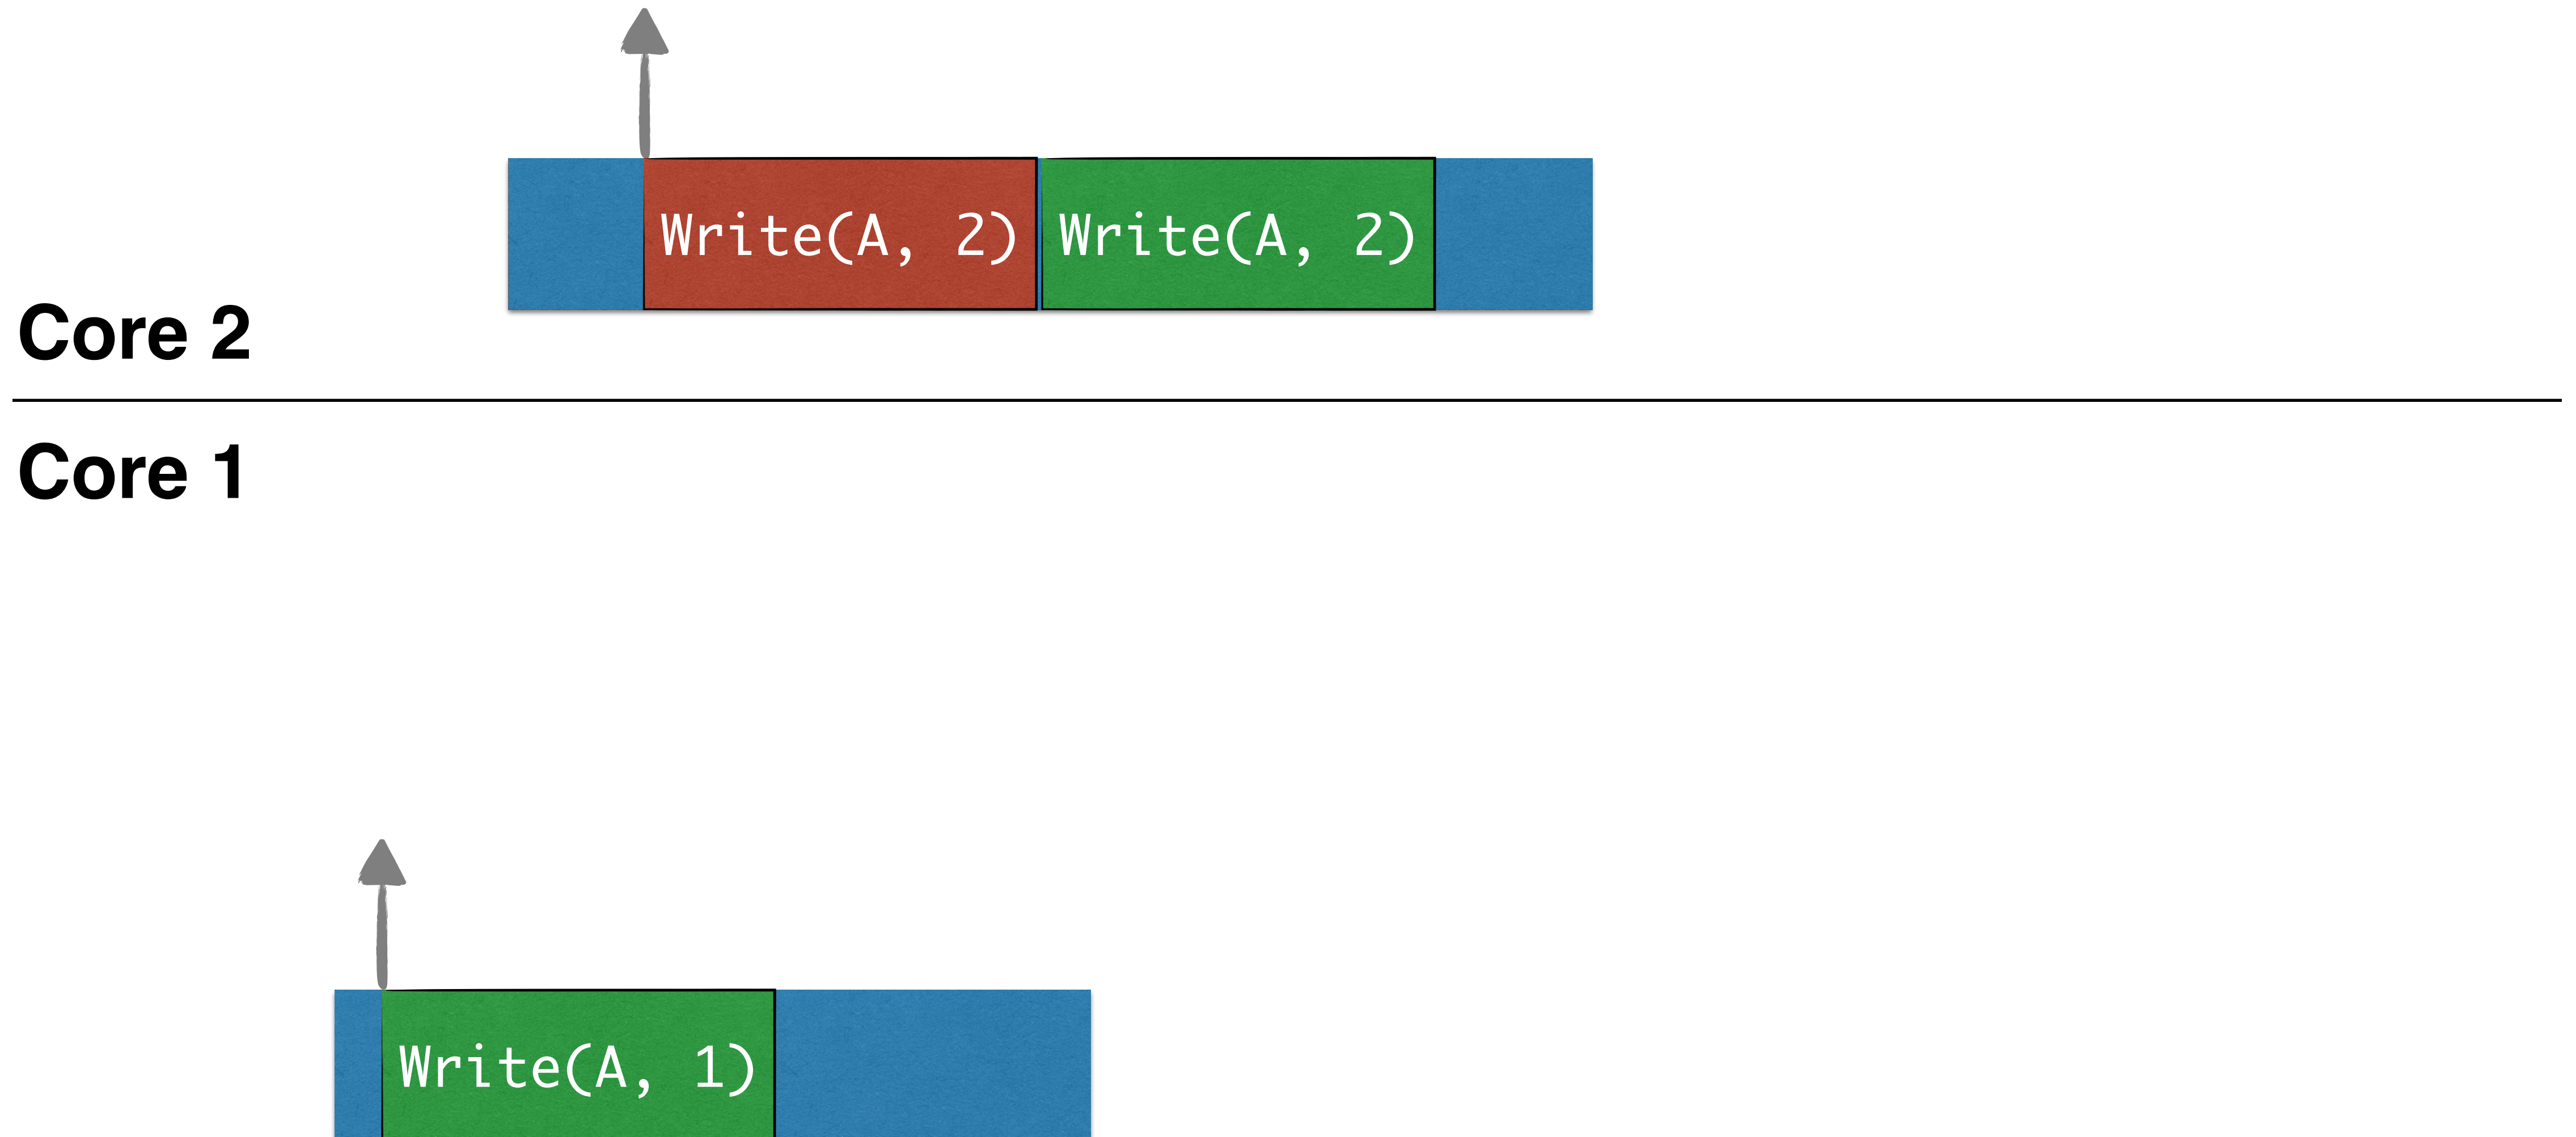 Write(A, 2) Write(A, 2)
Core 2
Core 1
Write(A, 1)